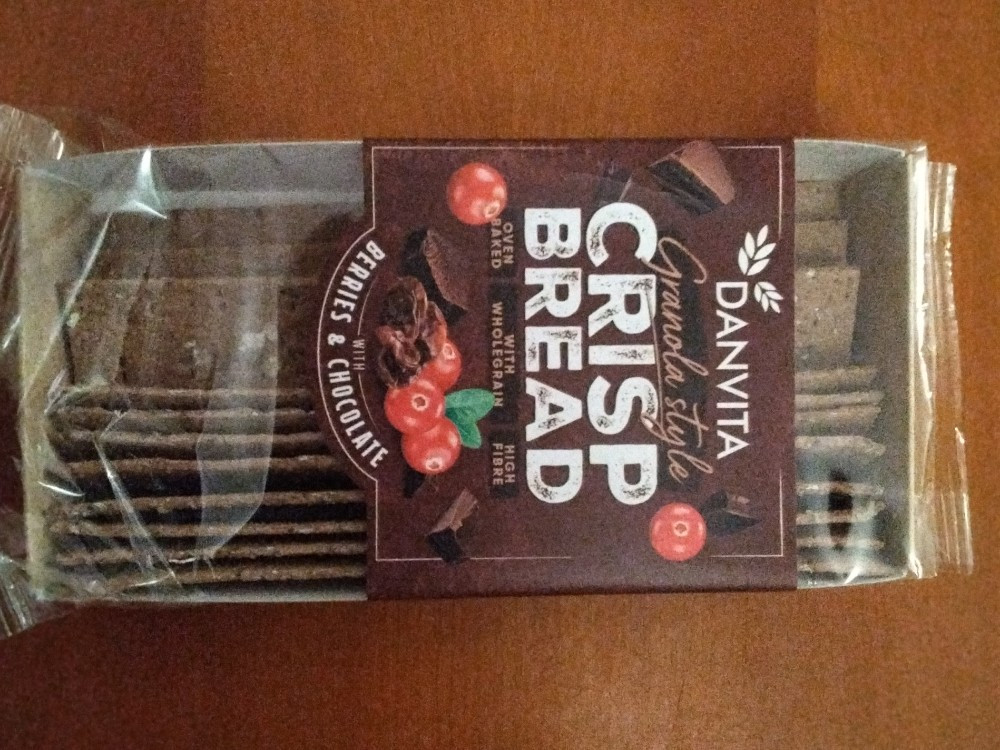 DANVITA
Granola style
CRISP
BREAD
OVEN
BAKED
WITH
WHOLEGRAIN
HIGH
FIBRE
WITH
BERRIES & CHOCOLATE